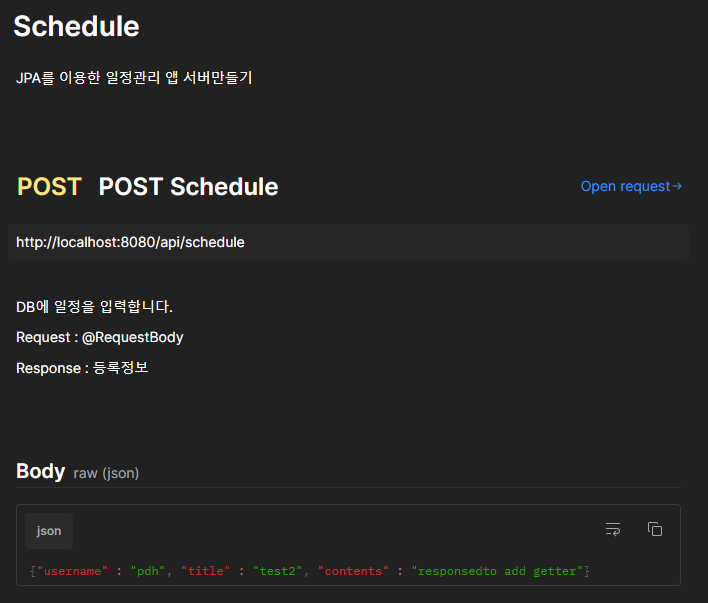 Schedule
JPA를 이용한 일정관리 앱 서버만들기
POST POST Schedule Open request→
http://localhost:8080/api/schedule
DB에 일정을 입력합니다.
Request : @RequestBody
Response : 등록정보
Body raw (json)
json
{"username" : "pdh", "title" : "test2", "contents" : "responsedto add getter"}